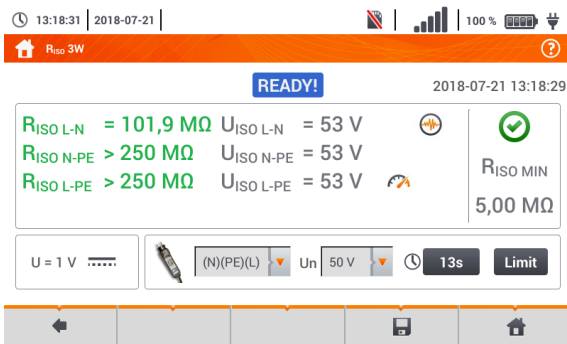 13:18:31 2018-07-21 100 %
RISO 3W ?
READY! 2018-07-21 13:18:29
RISO L-N = 101,9 MΩ UISO L-N = 53 V
RISO N-PE > 250 MΩ UISO N-PE = 53 V
RISO L-PE > 250 MΩ UISO L-PE = 53 V
RISO MIN
5,00 MΩ
U = 1 V (N)(PE)(L) Un 50 V 13s Limit